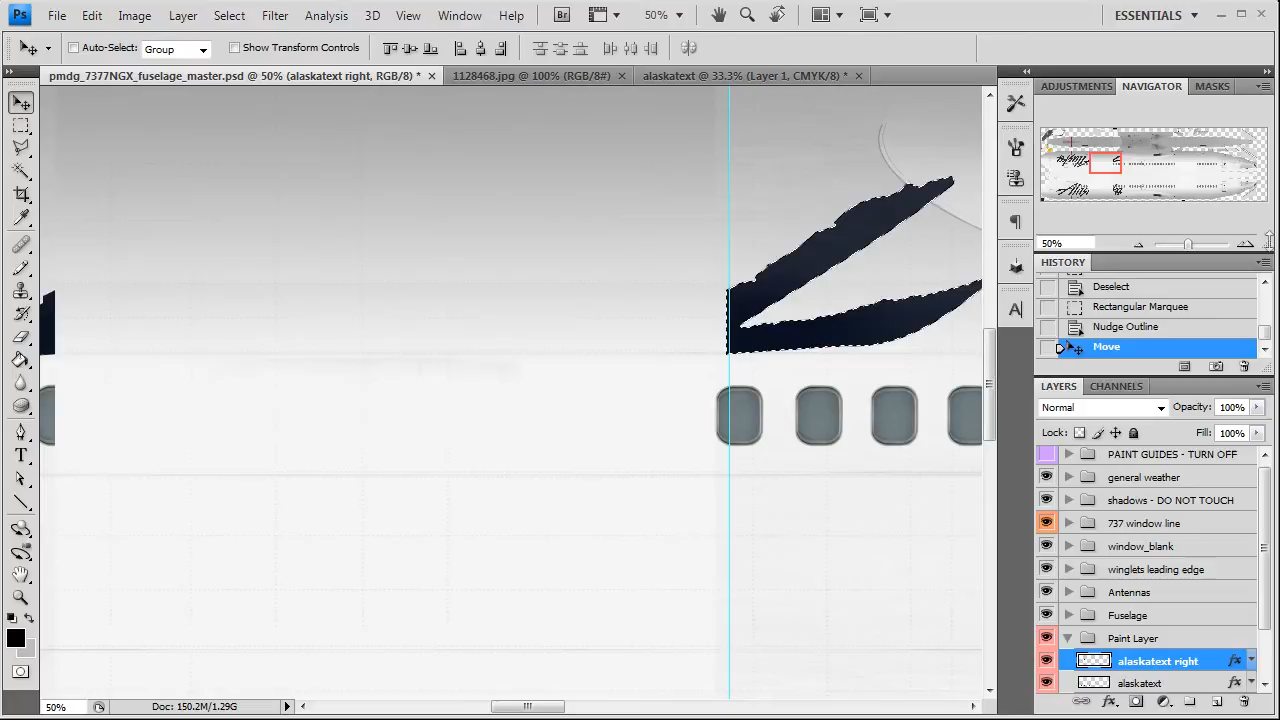 Ps File Edit Image Layer Select Filter Analysis 3D View Window Help Br 50% ESSENTIALS
Auto-Select: Group Show Transform Controls
pmdg_7377NGX_fuselage_master.psd @ 50% (alaskatext right, RGB/8) * 1128468.jpg @ 100% (RGB/8#) (Layer 1, CMYK/8) *
ADJUSTMENTS NAVIGATOR MASKS
50%
HISTORY
Deselect
Rectangular Marquee
Nudge Outline
Move
LAYERS CHANNELS
Normal Opacity: 100%
Lock: Fill: 100%
PAINT GUIDES - TURN OFF
general weather
shadows - DO NOT TOUCH
737 window line
window_blank
winglets leading edge
Antennas
Fuselage
Paint Layer
alaskatext right fx
alaskatext
50% Doc: 150.2M/1.29G